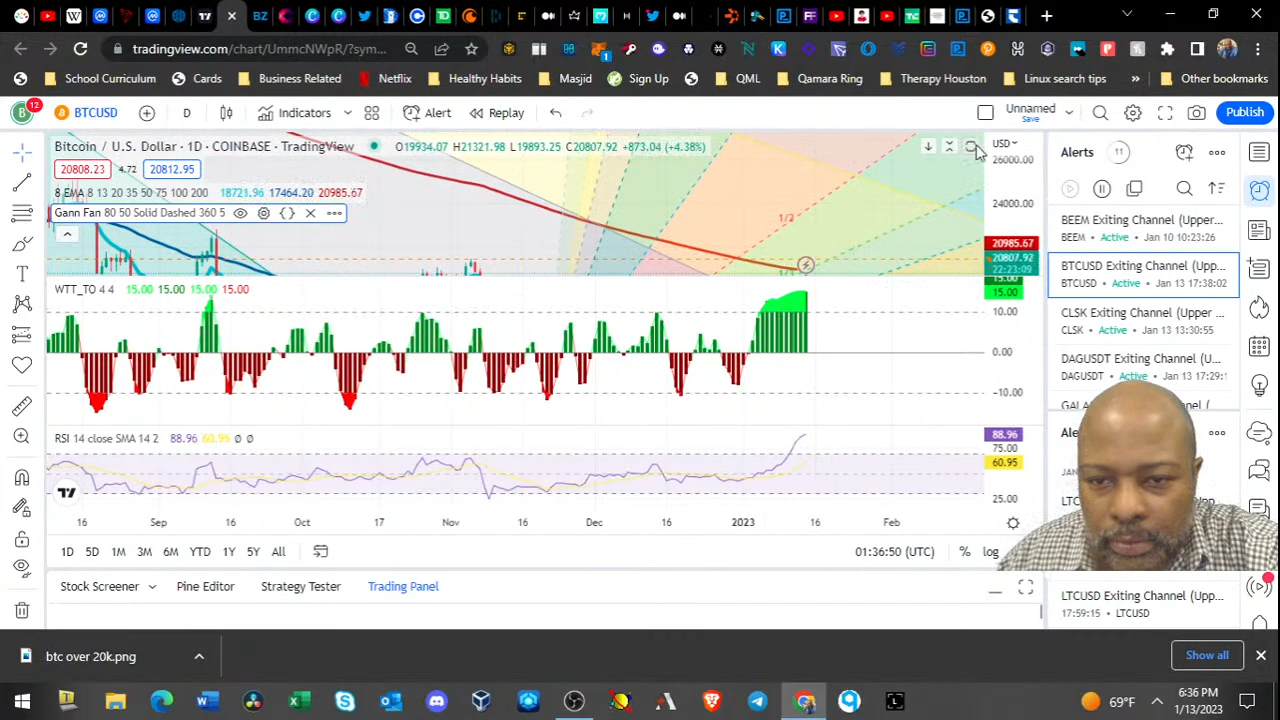 tradingview.com/chart/UmmcNWpR/?sym...
School Curriculum
Cards
Business Related
Netflix
Healthy Habits
Masjid
Sign Up
QML
Qamara Ring
Therapy Houston
Linux search tips
»
Other bookmarks
12
BTCUSD
D
Indicators
Alert
Replay
Unnamed
Save
Publish
Bitcoin / U.S. Dollar · 1D · COINBASE · TradingView
O19934.07 H21321.98 L19893.25 C20807.92 +873.04 (+4.38%)
USD
26000.00
20808.23
4.72
20812.95
8 EMA 8 13 20 35 50 75 100 200
18721.96 17464.20 20985.67
24000.00
Gann Fan 80 50 Solid Dashed 360 5
1/2
20985.67
20807.92
22:23:09
WTT_TO 4 4 15.00 15.00 15.00 15.00
15.00
15.00
10.00
0.00
-10.00
RSI 14 close SMA 14 2 88.96 60.95 ∅ ∅
88.96
75.00
60.95
25.00
16 Sep 16 Oct 17 Nov 16 Dec 16 2023 16 Feb
1D 5D 1M 3M 6M YTD 1Y 5Y All
01:36:50 (UTC)
%
log
Stock Screener
Pine Editor
Strategy Tester
Trading Panel
Alerts
11
BEEM Exiting Channel (Upper...
BEEM • Active Jan 10 10:23:26
BTCUSD Exiting Channel (Upp...
BTCUSD • Active Jan 13 17:38:02
CLSK Exiting Channel (Upper
CLSK • Active Jan 13 13:30:55
DAGUSDT Exiting Channel (U...
DAGUSDT • Active Jan 13 17:29:1
LTCUSD Exiting Channel (Upp...
17:59:15 • LTCUSD
btc over 20k.png
Show all
69°F
6:36 PM
1/13/2023